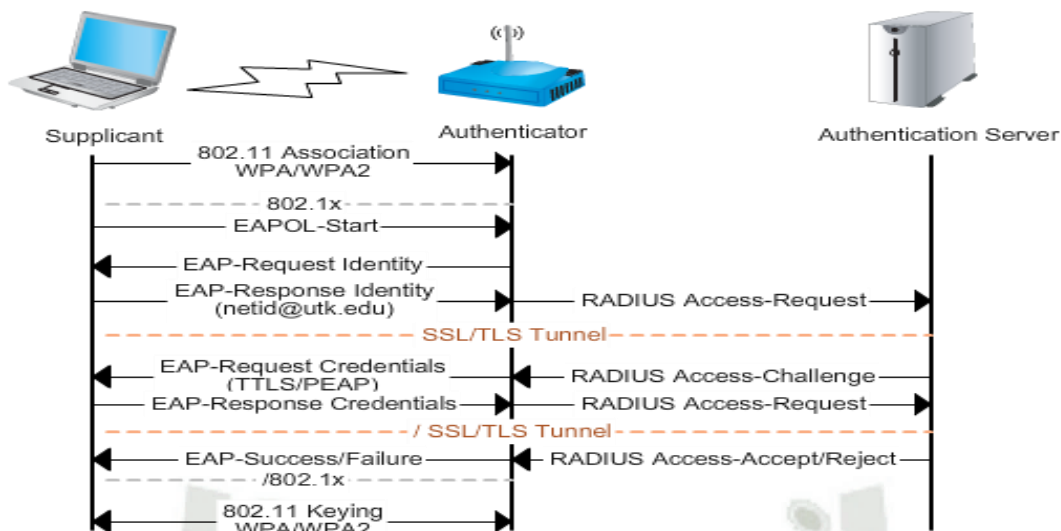 Supplicant
Authenticator
Authentication Server
802.11 Association
WPA/WPA2
802.1x
EAPOL-Start
EAP-Request Identity
EAP-Response Identity
(netid@utk.edu)
RADIUS Access-Request
SSL/TLS Tunnel
EAP-Request Credentials
(TTLS/PEAP)
RADIUS Access-Challenge
EAP-Response Credentials
RADIUS Access-Request
/ SSL/TLS Tunnel
EAP-Success/Failure
RADIUS Access-Accept/Reject
/802.1x
802.11 Keying
WPA/WPA2